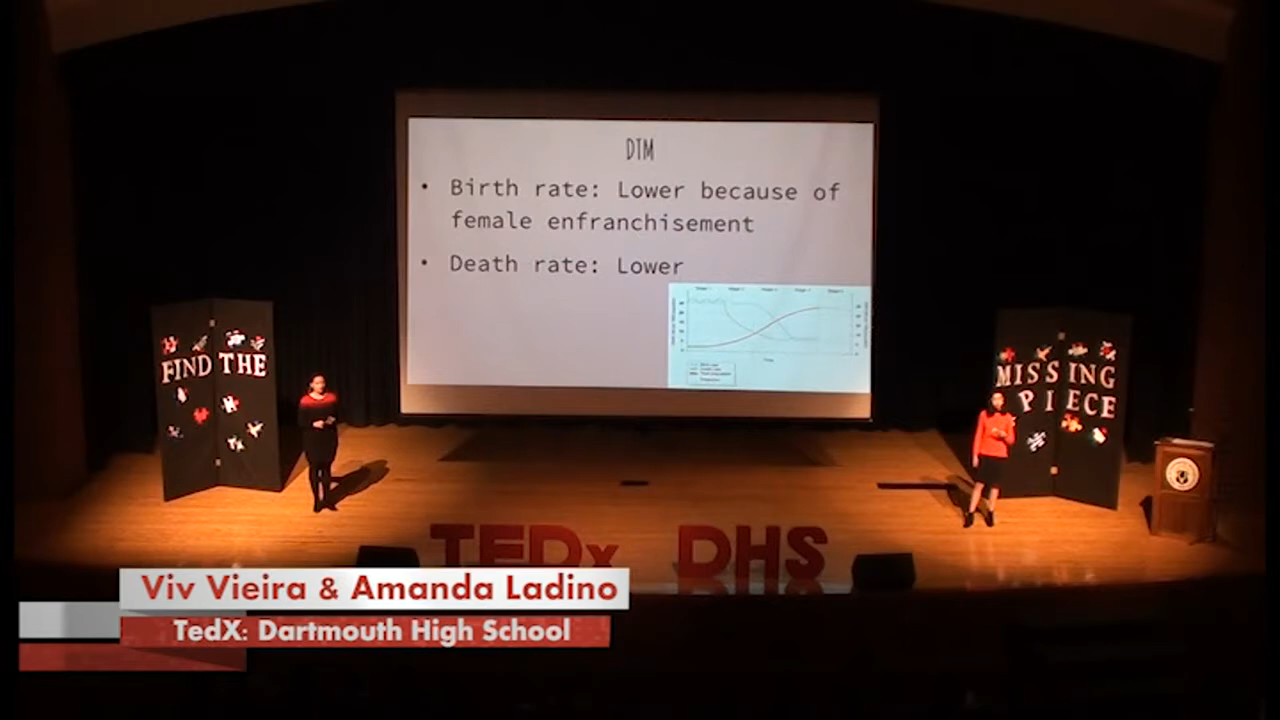 DTM
• Birth rate: Lower because of
female enfranchisement
• Death rate: Lower
FIND THE
MISSING
PIECE
TEDx DHS
Viv Vieira & Amanda Ladino
TedX: Dartmouth High School